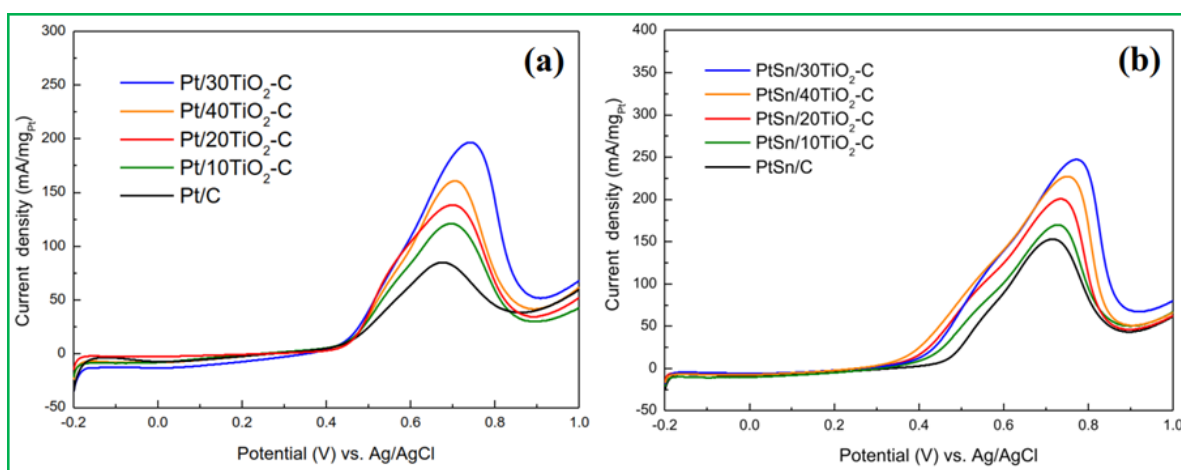 (a)
Pt/30TiO₂-C
Pt/40TiO₂-C
Pt/20TiO₂-C
Pt/10TiO₂-C
Pt/C
300
250
200
150
100
50
0
-50
Current density (mA/mg_Pt)
-0.2 0.0 0.2 0.4 0.6 0.8 1.0
Potential (V) vs. Ag/AgCl
(b)
PtSn/30TiO₂-C
PtSn/40TiO₂-C
PtSn/20TiO₂-C
PtSn/10TiO₂-C
PtSn/C
400
350
300
250
200
150
100
50
0
-50
Current density (mA/mg_Pt)
-0.2 0.0 0.2 0.4 0.6 0.8 1.0
Potential (V) vs. Ag/AgCl